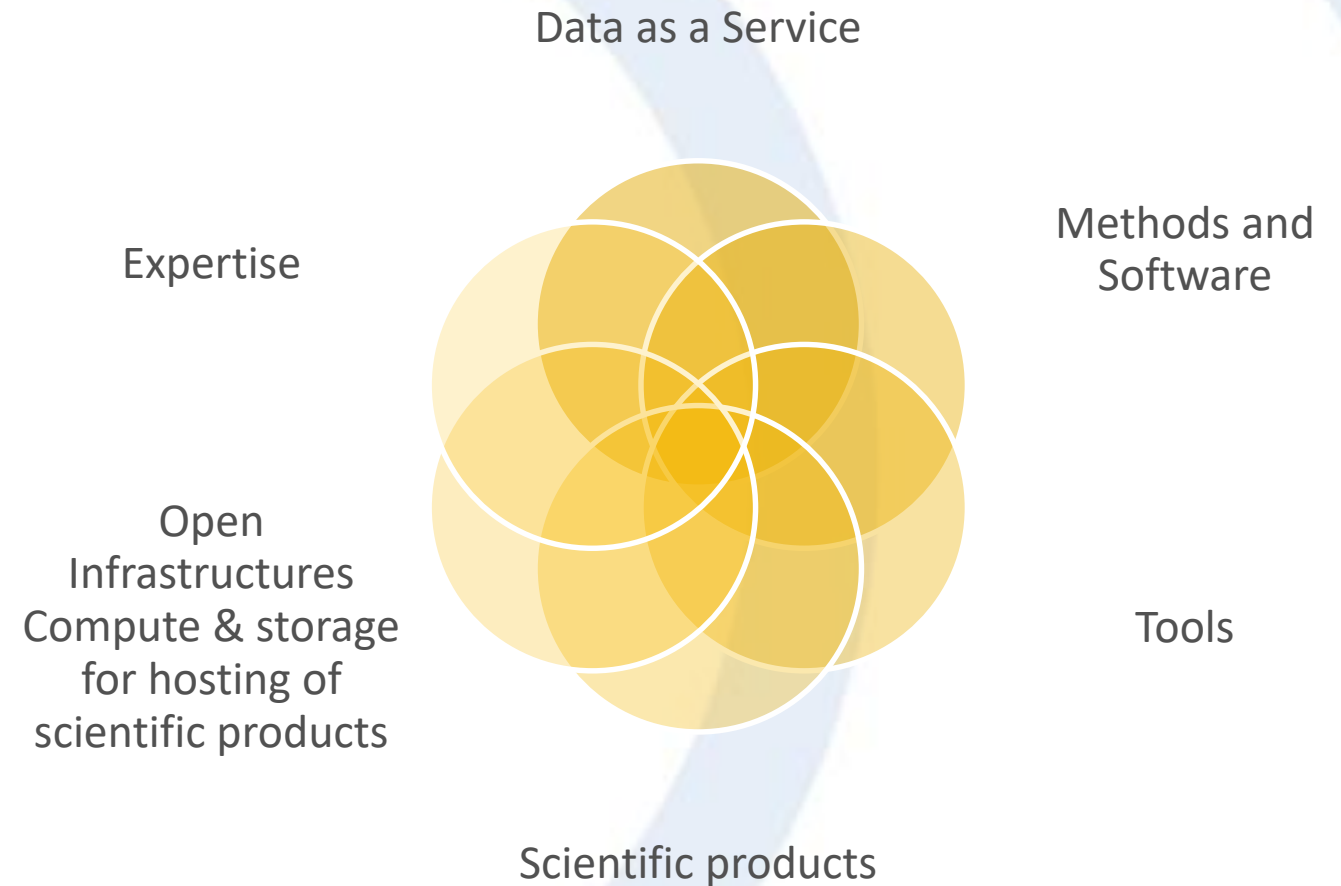 Data as a Service
Methods and
Software
Expertise
Open
Infrastructures
Compute & storage
for hosting of
scientific products
Tools
Scientific products